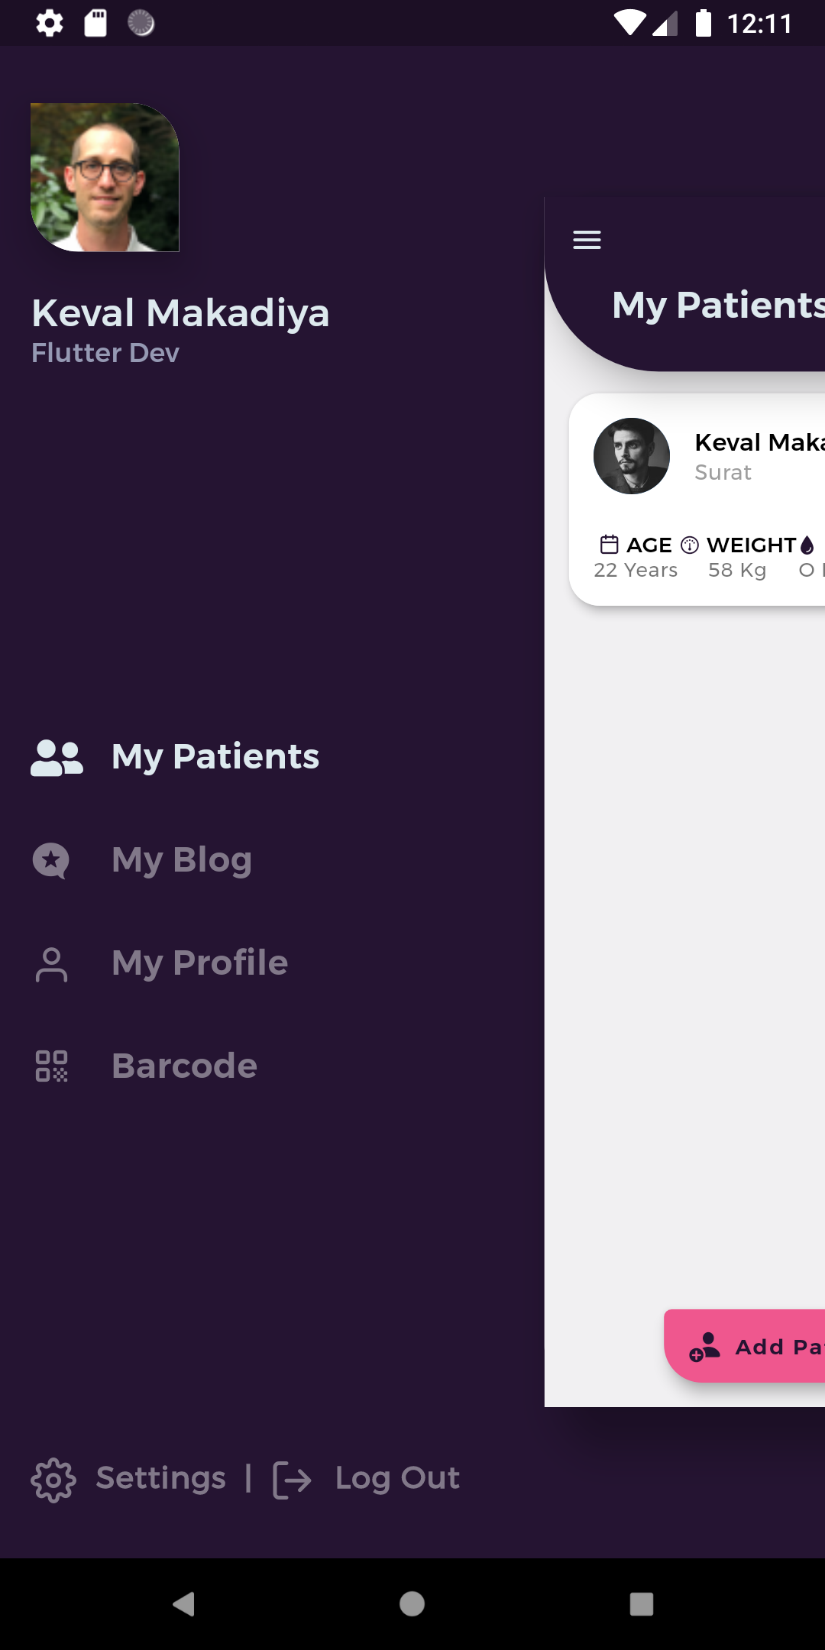 12:11
Keval Makadiya
Flutter Dev
My Patients
My Blog
My Profile
Barcode
Settings | Log Out
My Patients
Keval Maka
Surat
AGE WEIGHT
22 Years 58 Kg O
Add Pa